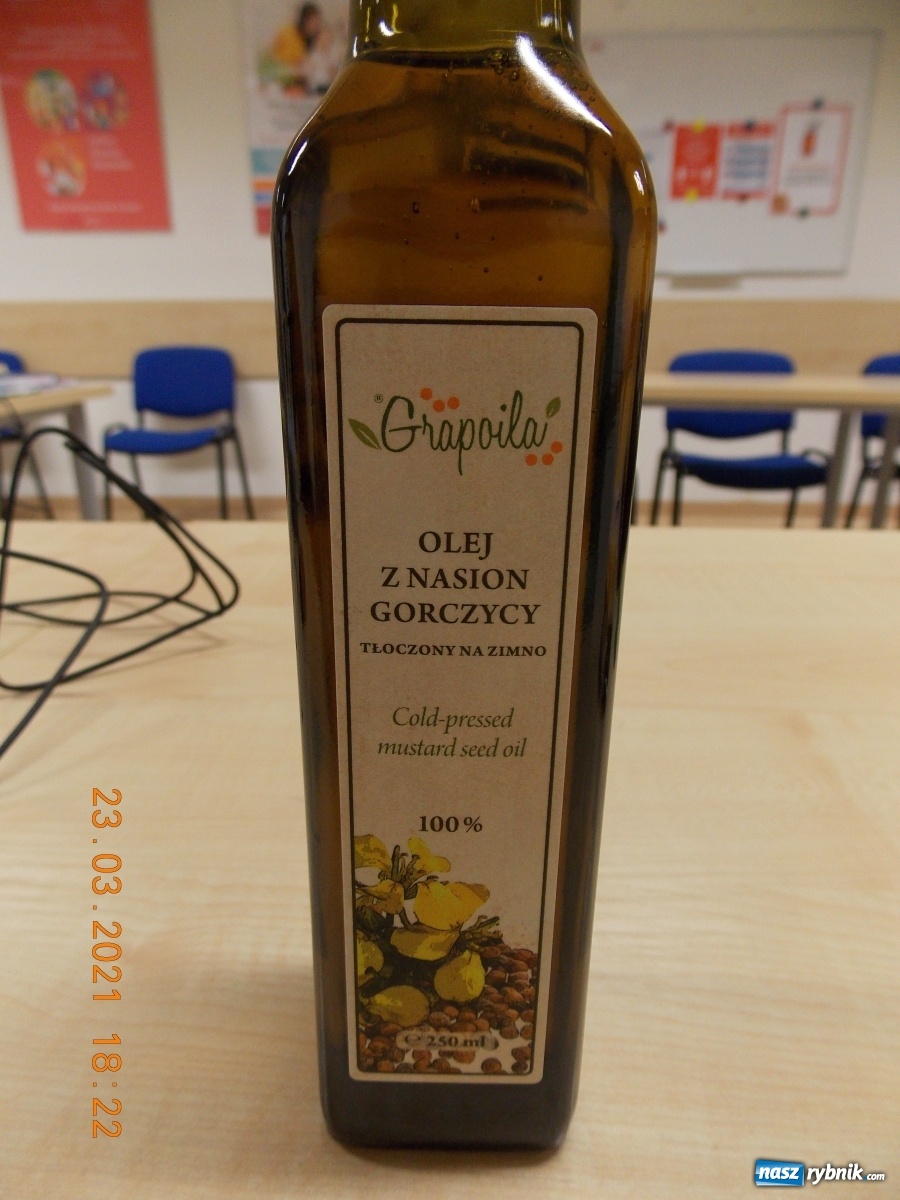 ®Grapoila
OLEJ
Z NASION
GORCZYCY
TŁOCZONY NA ZIMNO
Cold-pressed
mustard seed oil
100 %
℮ 250 ml
23.03.2021 18:22
nasz rybnik.com